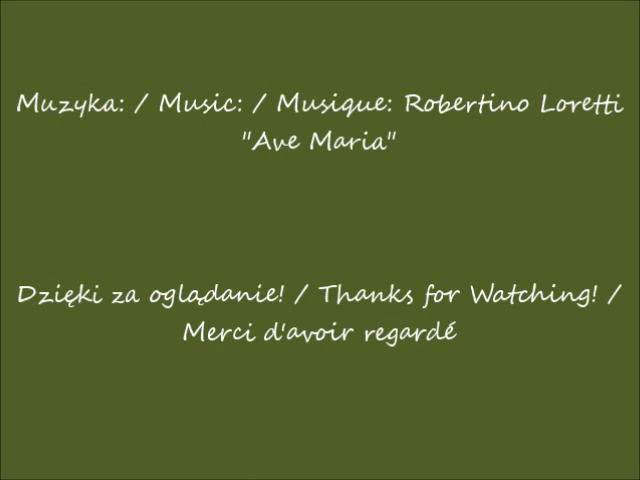 Muzyka: / Music: / Musique: Robertino Loretti
"Ave Maria"
Dzięki za oglądanie! / Thanks for Watching! /
Merci d'avoir regardé